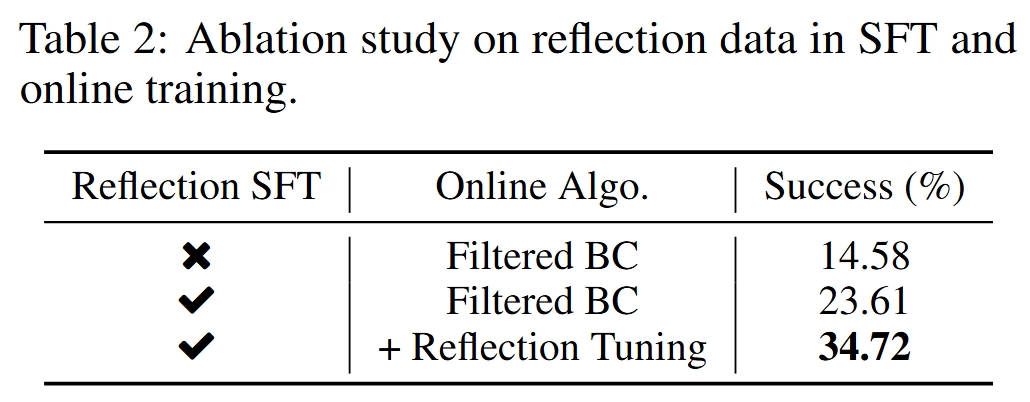 Table 2: Ablation study on reflection data in SFT and
online training.
Reflection SFT | Online Algo. | Success (%)
✖ | Filtered BC | 14.58
✔ | Filtered BC | 23.61
✔ | + Reflection Tuning | 34.72